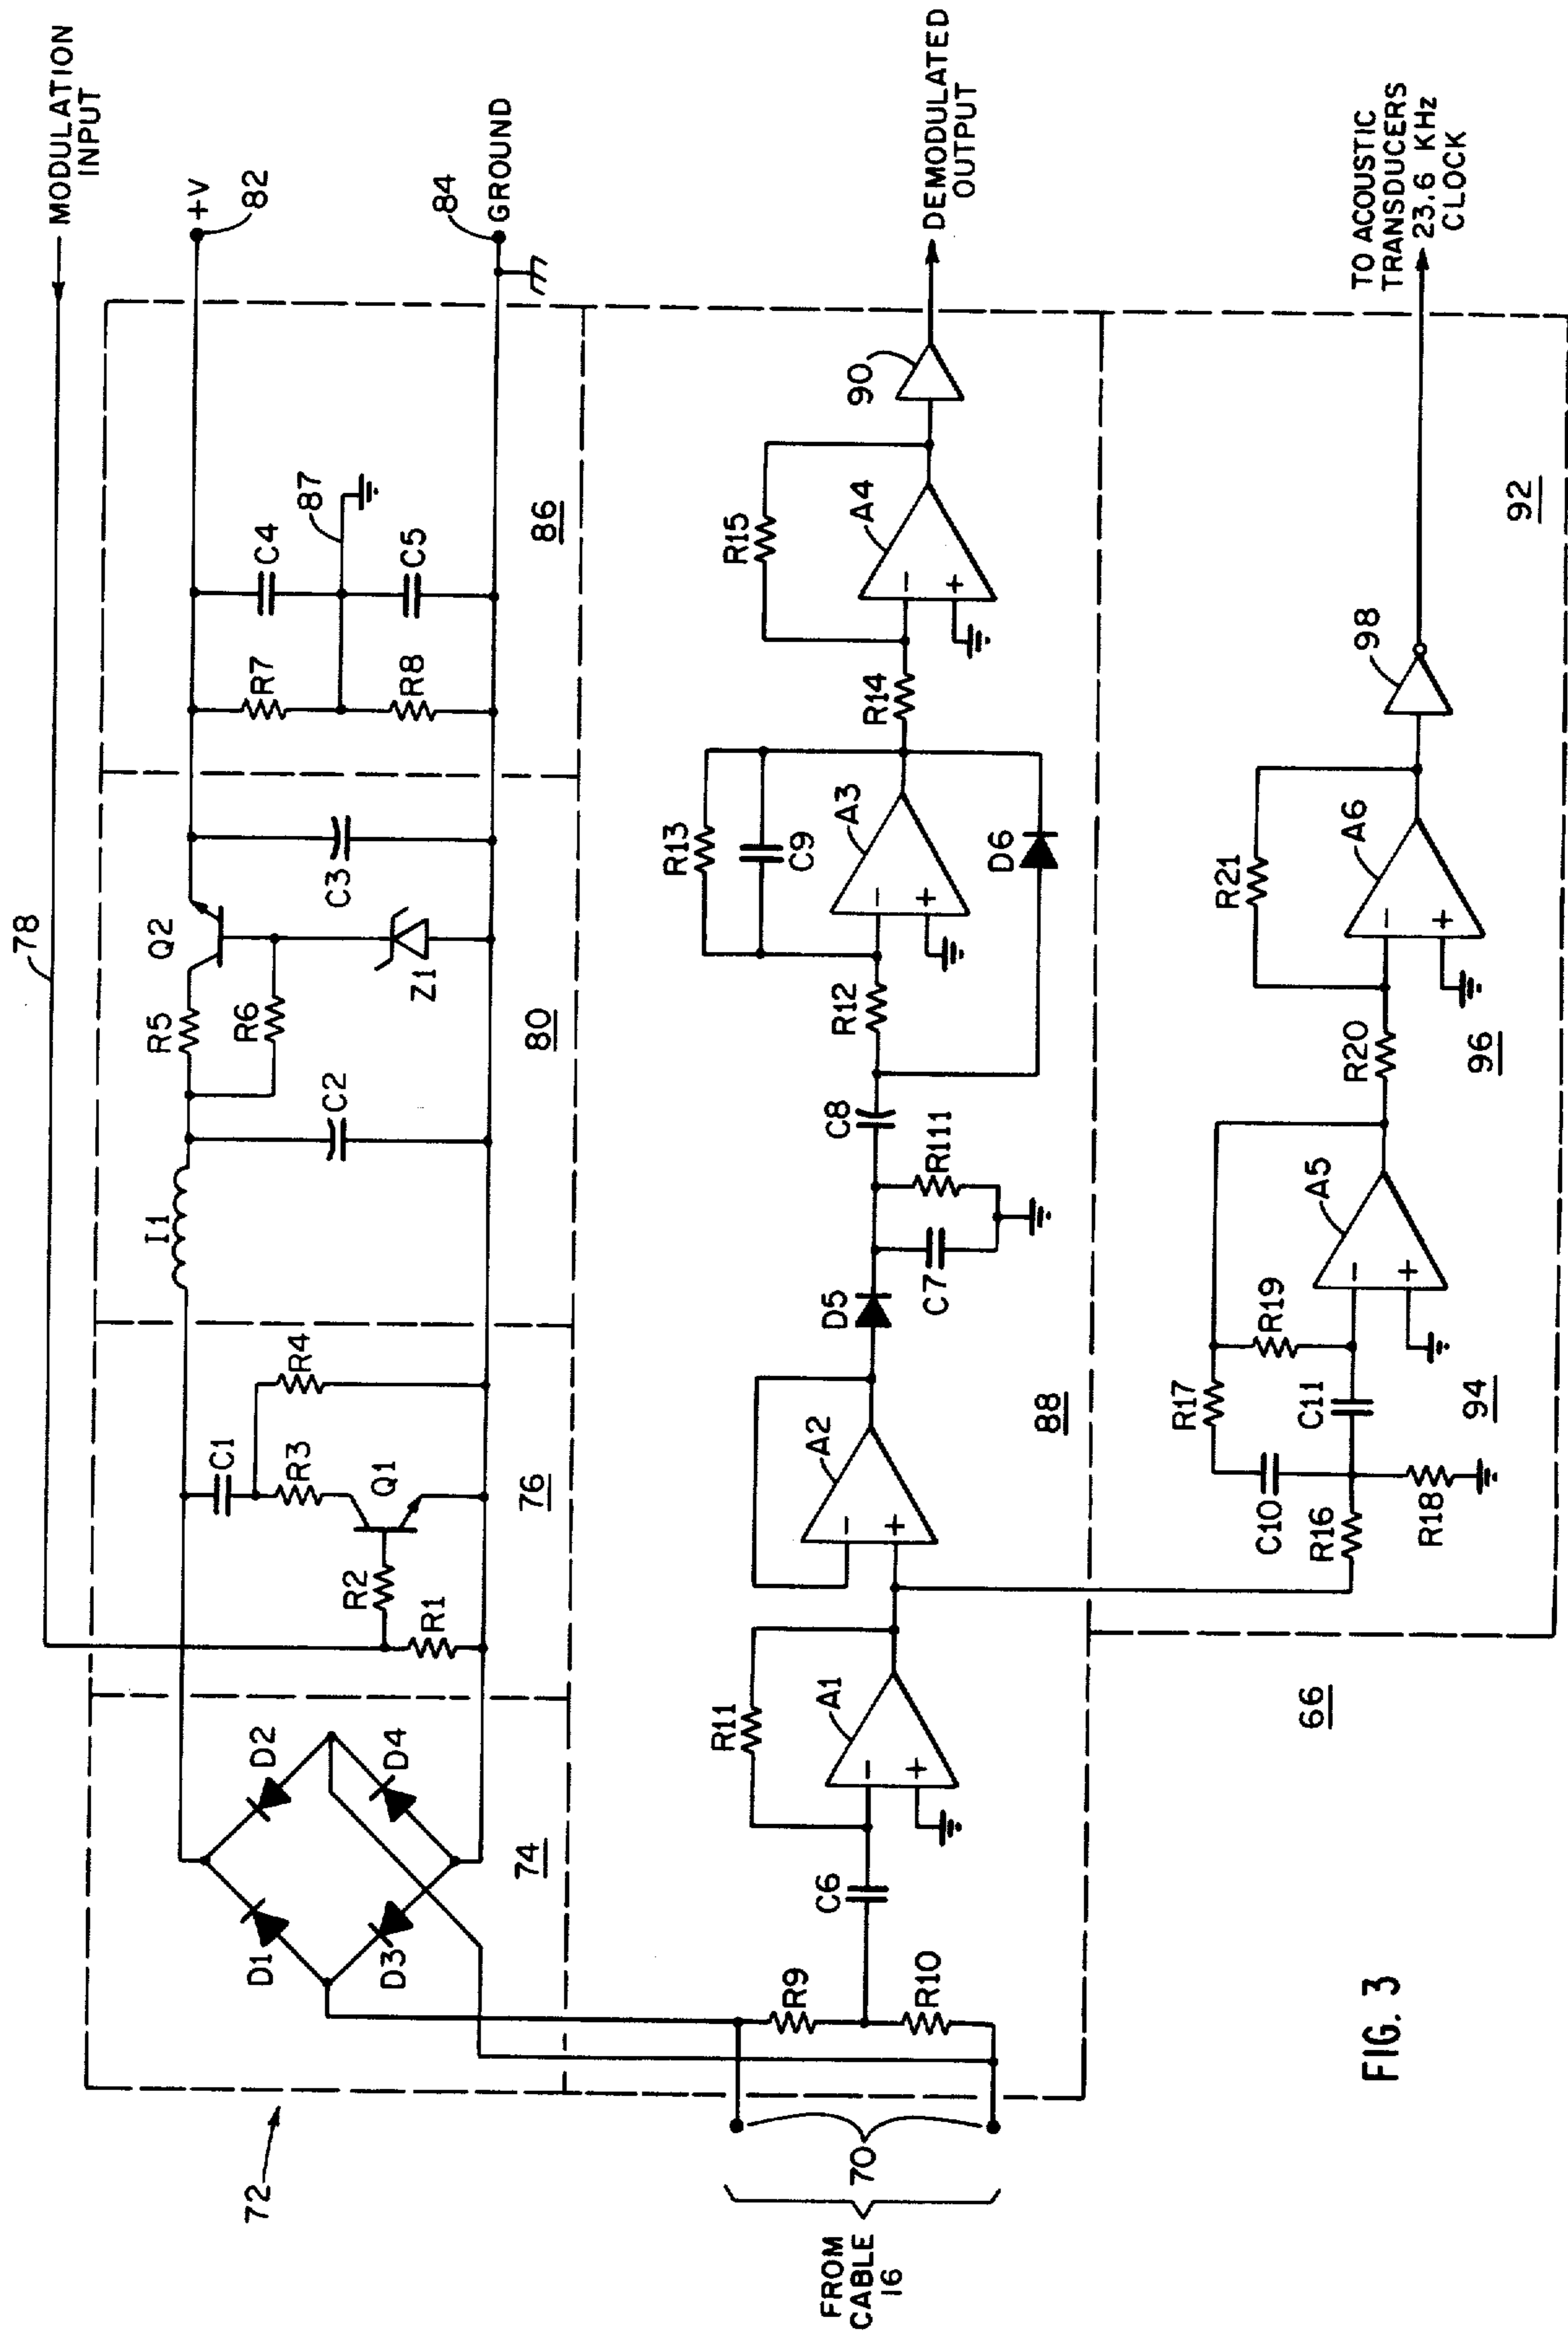 78
MODULATION
INPUT
+V
82
84
GROUND
72
D1
D2
D3
D4
74
C1
R3
R4
R2
Q1
R1
76
I1
C2
R5
R6
Q2
Z1
C3
80
R7
R8
C4
C5
87
86
FROM
CABLE
16
70
R9
R10
C6
R11
A1
A2
D5
C7
R111
C8
R12
R13
C9
A3
D6
R14
R15
A4
90
DEMODULATED
OUTPUT
88
66
R16
C10
R17
R18
C11
R19
A5
94
R20
R21
A6
96
98
92
TO ACOUSTIC
TRANSDUCERS
23.6 KHz
CLOCK
−
+
−
+
−
+
−
+
−
+
−
+
FIG. 3